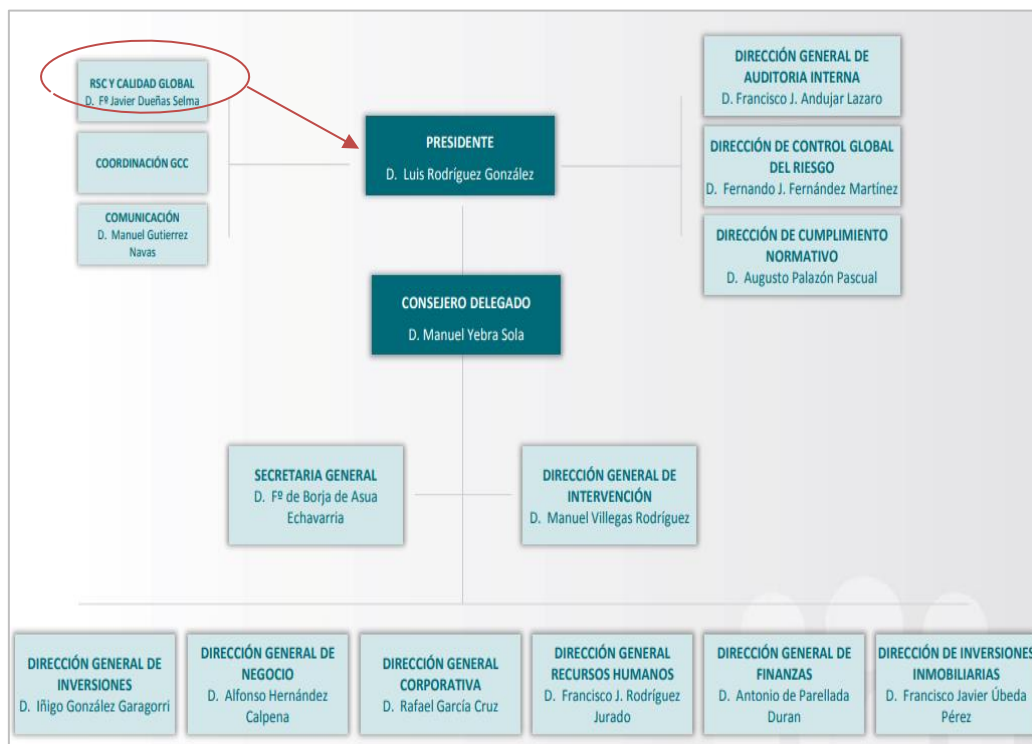 RSC Y CALIDAD GLOBAL
D. Fº Javier Dueñas Selma
COORDINACIÓN GCC
COMUNICACIÓN
D. Manuel Gutierrez
Navas
PRESIDENTE
D. Luis Rodríguez González
DIRECCIÓN GENERAL DE
AUDITORIA INTERNA
D. Francisco J. Andujar Lazaro
DIRECCIÓN DE CONTROL GLOBAL
DEL RIESGO
D. Fernando J. Fernández Martínez
DIRECCIÓN DE CUMPLIMIENTO
NORMATIVO
D. Augusto Palazón Pascual
CONSEJERO DELEGADO
D. Manuel Yebra Sola
SECRETARIA GENERAL
D. Fº de Borja de Asua
Echavarria
DIRECCIÓN GENERAL DE
INTERVENCIÓN
D. Manuel Villegas Rodríguez
DIRECCIÓN GENERAL DE
INVERSIONES
D. Iñigo González Garagorri
DIRECCIÓN GENERAL DE
NEGOCIO
D. Alfonso Hernández
Calpena
DIRECCIÓN GENERAL
CORPORATIVA
D. Rafael García Cruz
DIRECCIÓN GENERAL
RECURSOS HUMANOS
D. Francisco J. Rodríguez
Jurado
DIRECCIÓN GENERAL DE
FINANZAS
D. Antonio de Parellada
Duran
DIRECCIÓN DE INVERSIONES
INMOBILIARIAS
D. Francisco Javier Úbeda
Pérez